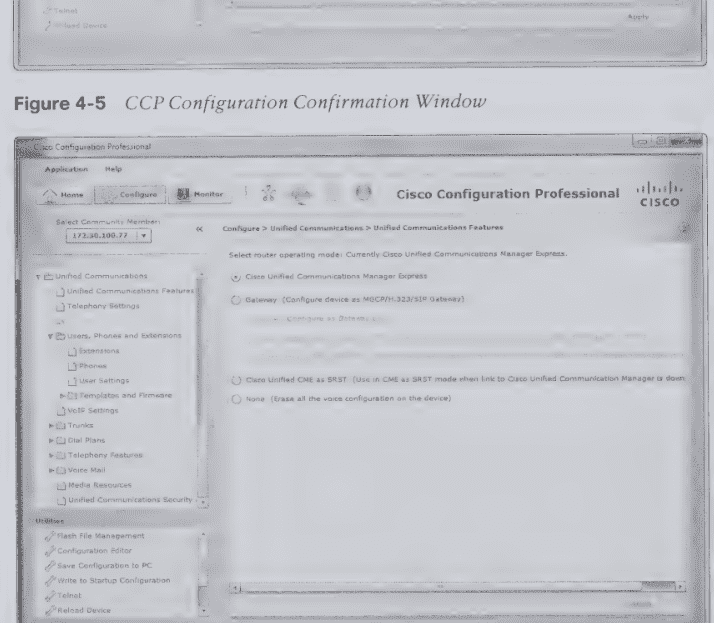 Telnet
Reload Device
Apply
Figure 4-5 CCP Configuration Confirmation Window
Cisco Configuration Professional
Application Help
Home Configure Monitor
Cisco Configuration Professional
CISCO
Select Community Member:
172.30.100.77
Configure > Unified Communications > Unified Communications Features
Select router operating mode: Currently Cisco Unified Communications Manager Express.
Cisco Unified Communications Manager Express
Gateway (Configure device as MGCP/H.323/SIP Gateway)
Configure as Gateway
Cisco Unified CME as SRST (Use in CME as SRST mode when link to Cisco Unified Communication Manager is down
None (Erase all the voice configuration on the device)
Unified Communications
Unified Communications Features
Telephony Settings
Users, Phones and Extensions
Extensions
Phones
User Settings
Templates and Firmware
VoIP Settings
Trunks
Dial Plans
Telephony Features
Voice Mail
Media Resources
Unified Communications Security
Utilities
Flash File Management
Configuration Editor
Save Configuration to PC
Write to Startup Configuration
Telnet
Reload Device